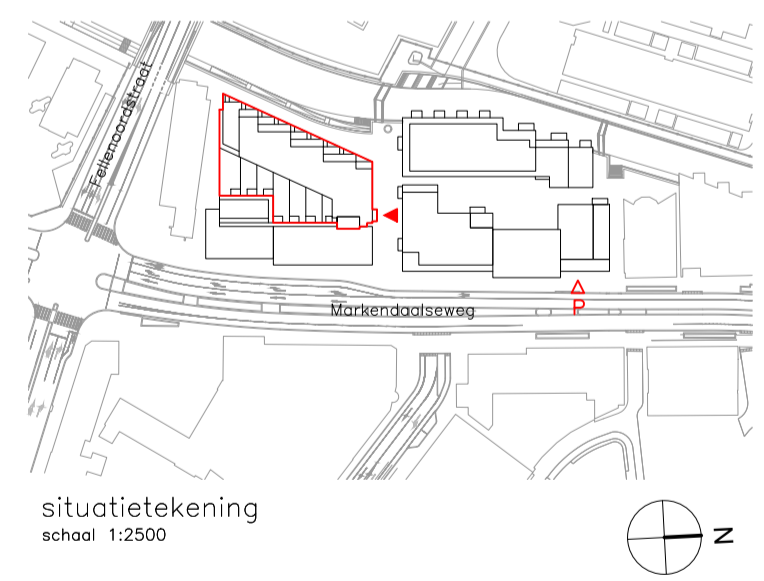 Fellenoordstraat
Markendaalseweg
P
situatietekening
schaal 1:2500
N